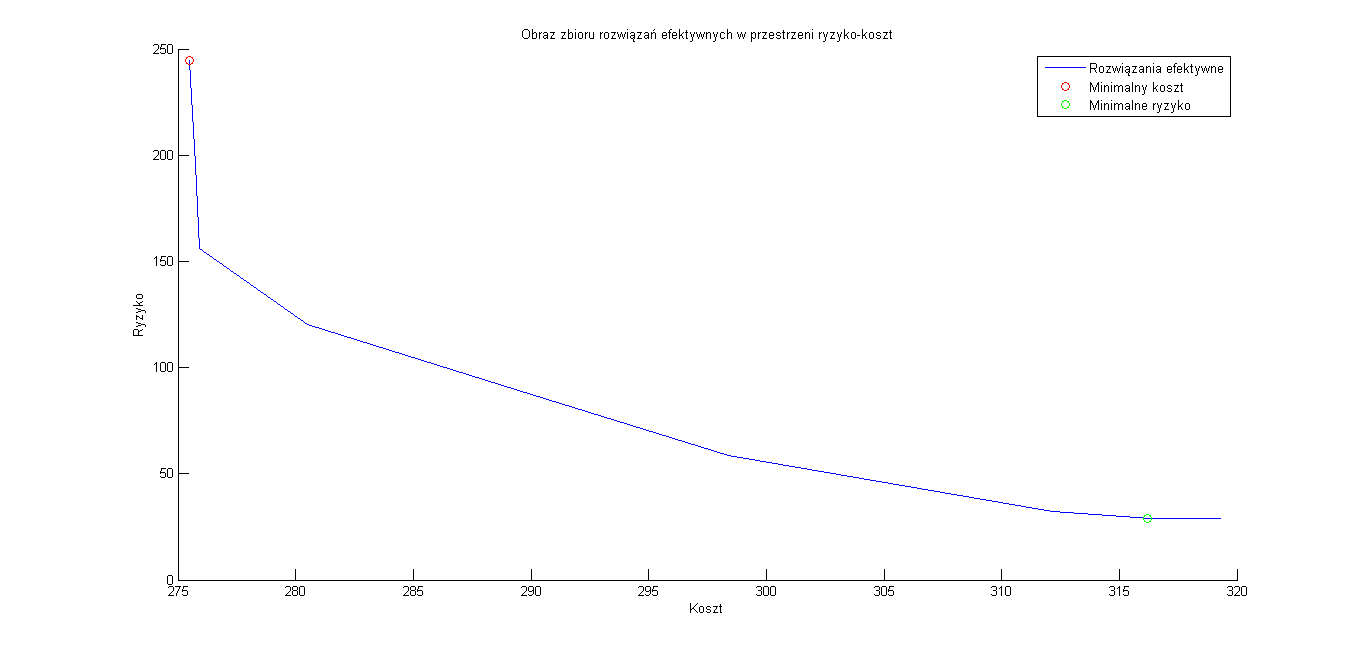 Obraz zbioru rozwiązań efektywnych w przestrzeni ryzyko-koszt
Rozwiązania efektywne
Minimalny koszt
Minimalne ryzyko
250
200
150
100
50
0
Ryzyko
275 280 285 290 295 300 305 310 315 320
Koszt